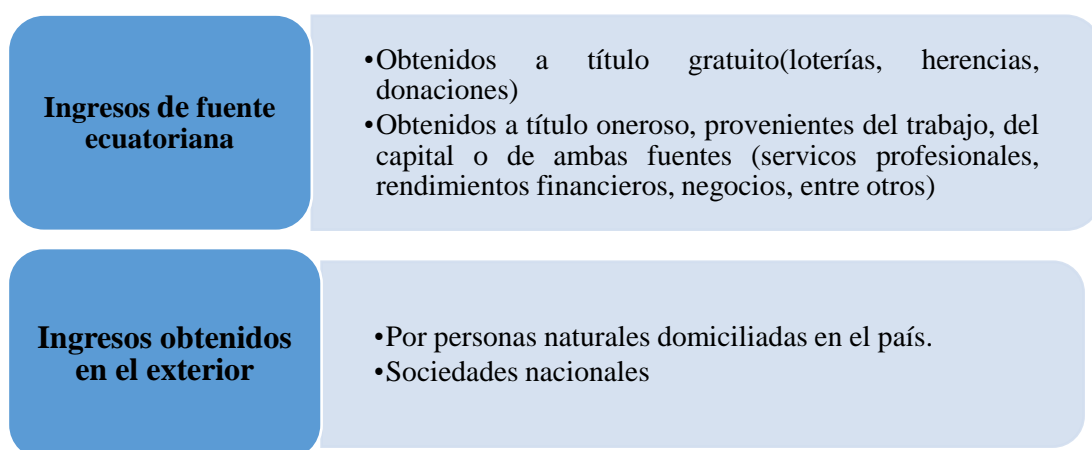 Ingresos de fuente
ecuatoriana
•Obtenidos a título gratuito(loterías, herencias,
donaciones)
•Obtenidos a título oneroso, provenientes del trabajo, del
capital o de ambas fuentes (servicos profesionales,
rendimientos financieros, negocios, entre otros)
Ingresos obtenidos
en el exterior
•Por personas naturales domiciliadas en el país.
•Sociedades nacionales